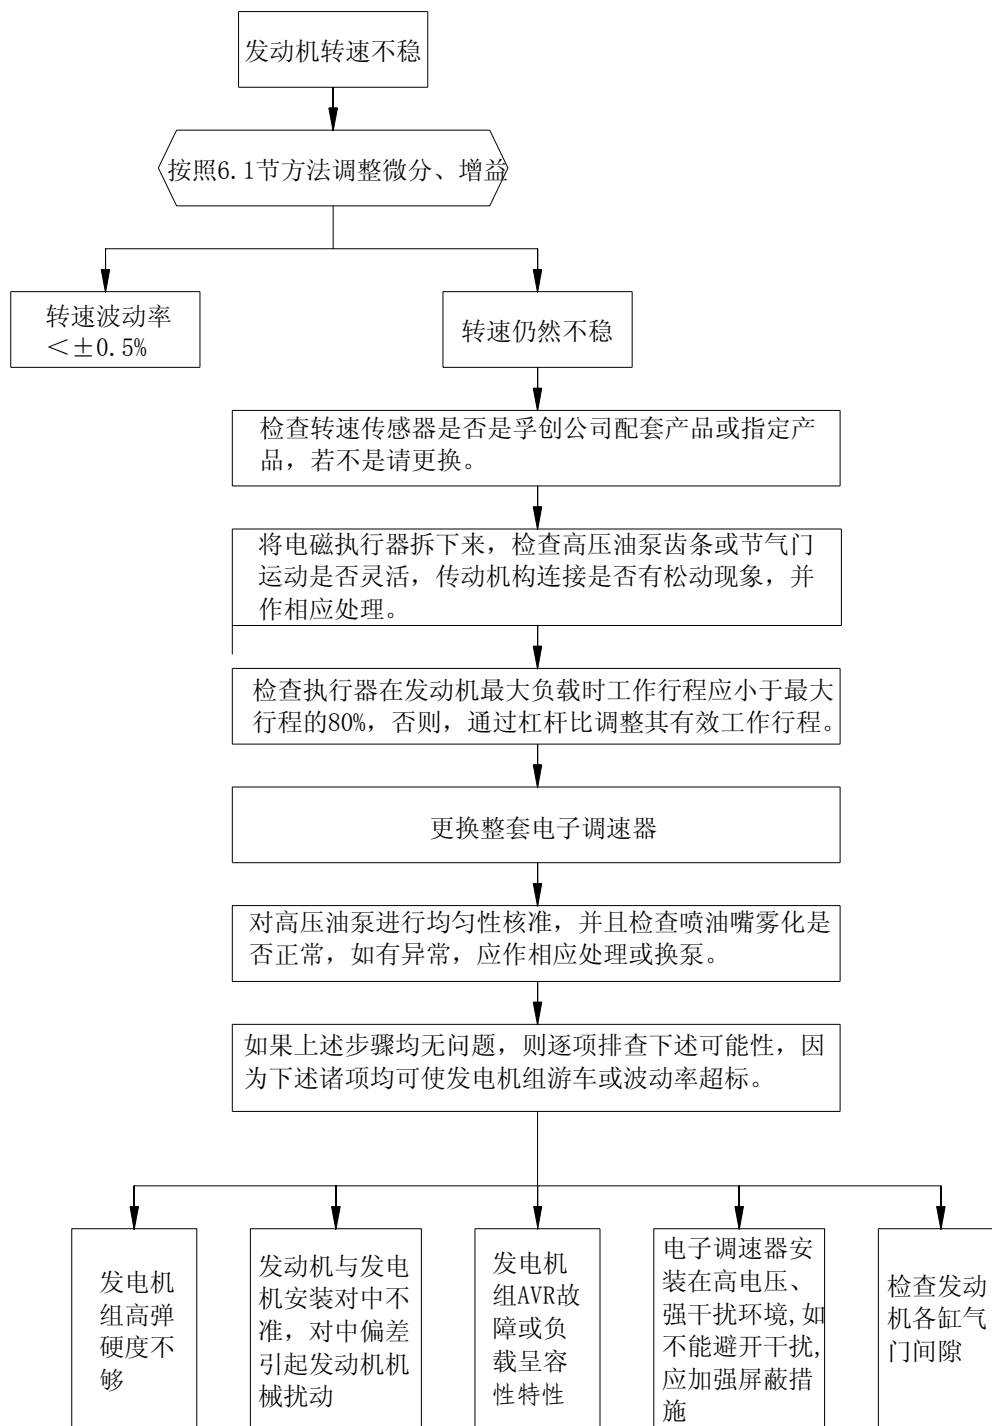 发动机转速不稳
按照6.1节方法调整微分、增益
转速波动率
＜±0.5%
转速仍然不稳
检查转速传感器是否是孚创公司配套产品或指定产
品，若不是请更换。
将电磁执行器拆下来，检查高压油泵齿条或节气门
运动是否灵活，传动机构连接是否有松动现象，并
作相应处理。
检查执行器在发动机最大负载时工作行程应小于最大
行程的80%，否则，通过杠杆比调整其有效工作行程。
更换整套电子调速器
对高压油泵进行均匀性核准，并且检查喷油嘴雾化是
否正常，如有异常，应作相应处理或换泵。
如果上述步骤均无问题，则逐项排查下述可能性，因
为下述诸项均可使发电机组游车或波动率超标。
发电机
组高弹
硬度不
够
发动机与发电
机安装对中不
准，对中偏差
引起发动机机
械扰动
发电机
组AVR故
障或负
载呈容
性特性
电子调速器安
装在高电压、
强干扰环境,如
不能避开干扰,
应加强屏蔽措
施
检查发动
机各缸气
门间隙